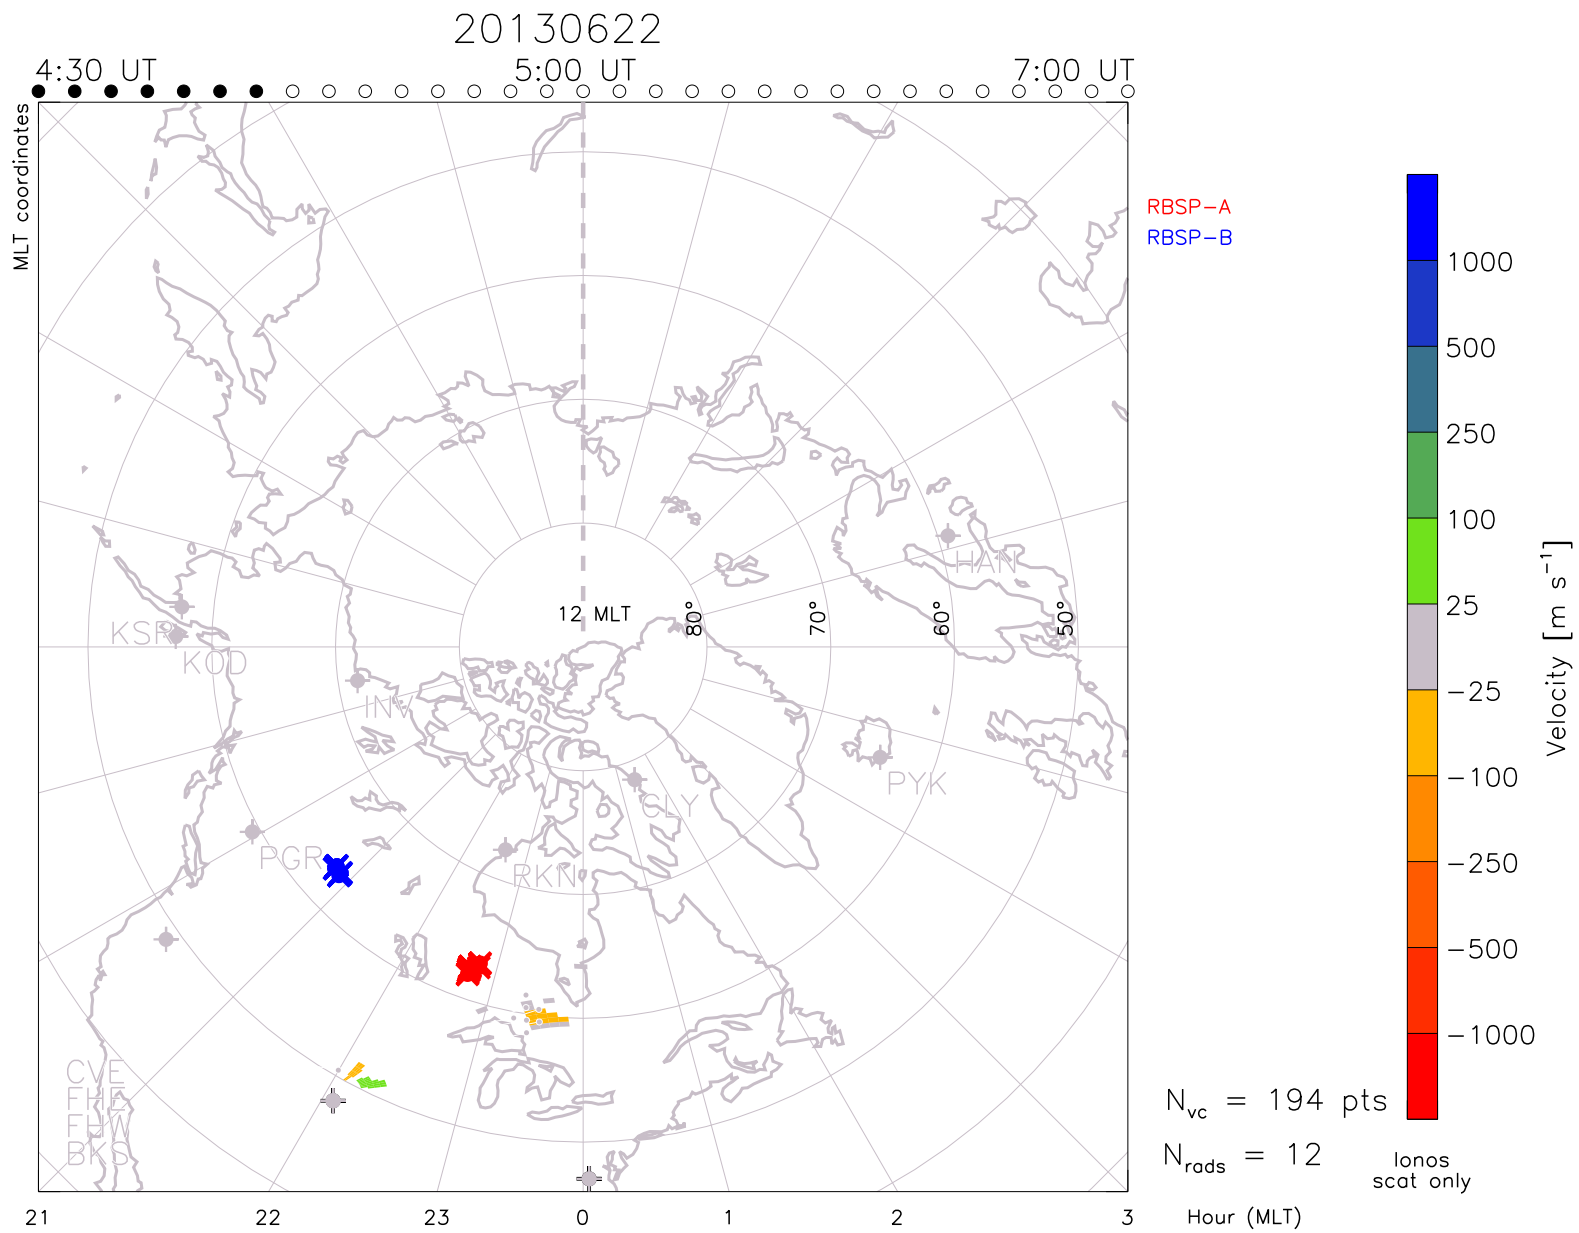 20130622
4:30 UT 5:00 UT 7:00 UT
MLT coordinates
RBSP-A
RBSP-B
12 MLT
80°
70°
60°
50°
HAN
KSR
KOD
INV
PYK
CLY
PGR
RKN
CVE
FHE
FHW
BKS
1000
500
250
100
25
-25
-100
-250
-500
-1000
Velocity [m s⁻¹]
Nvc = 194 pts
Nrads = 12
Ionos
scat only
21 22 23 0 1 2 3 Hour (MLT)